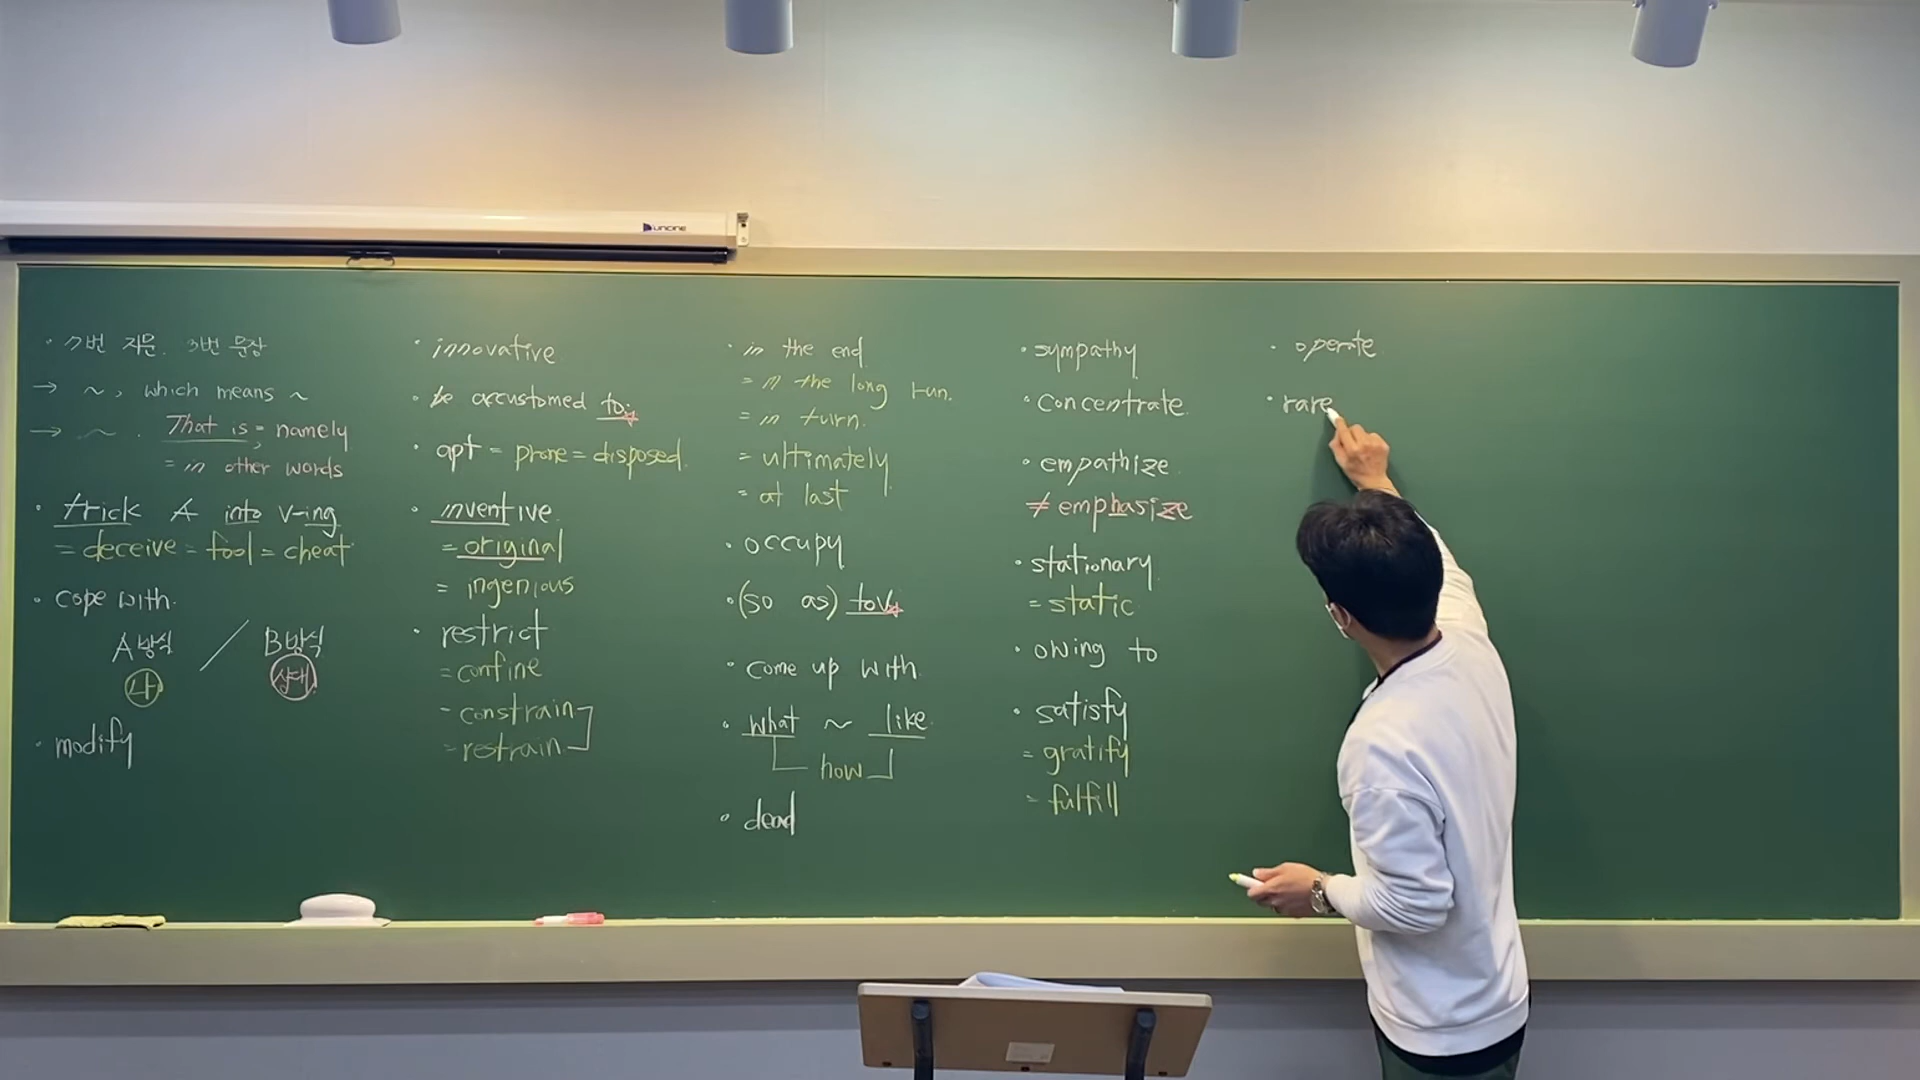 · 7번 지문. 3번 문장
→ ~, which means ~
→ ~. That is, = namely
= in other words
· trick A into v-ing
= deceive = fool = cheat
· cope with.
A방식 / B방식
나 상대
· modify
· innovative
· be accustomed to
· apt = prone = disposed
· inventive
= original
= ingenious
· restrict
= confine
= constrain
= restrain
· in the end
= in the long run.
= in turn.
= ultimately
= at last
· occupy
· (so as) to v
· come up with
· what ~ like
how
· dead
· sympathy
· concentrate
· empathize
≠ emphasize
· stationary
= static
· owing to
· satisfy
= gratify
= fulfill
· operate
· rare